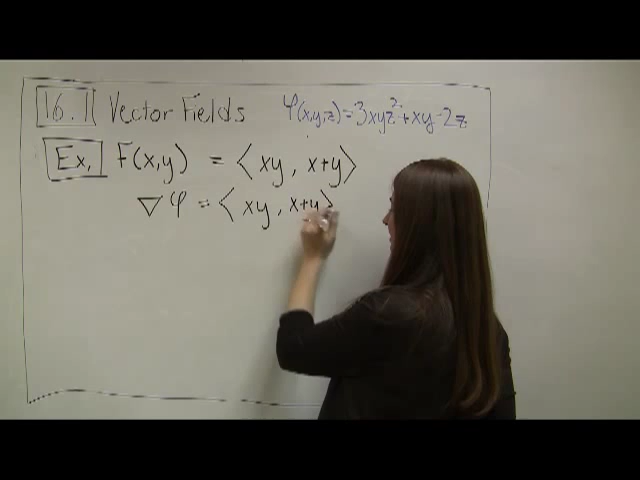 16.1 Vector Fields φ(x,y,z)=3xyz²+xy-2z
Ex. F(x,y) = ⟨xy, x+y⟩
∇φ = ⟨xy, x+y⟩